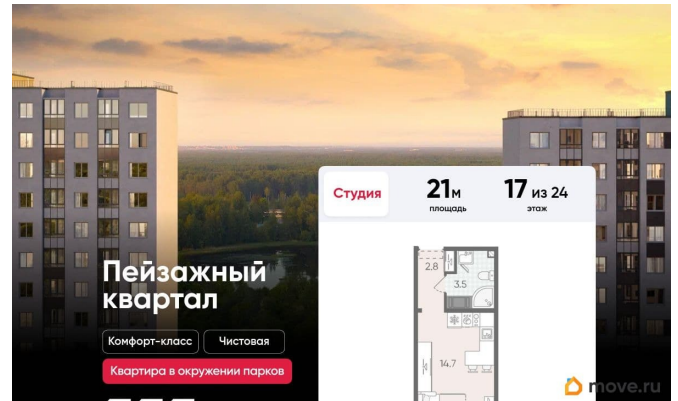 Студия
21м
площадь
17 из 24
этаж
2,8
3.5
14,7
Пейзажный
квартал
Комфорт-класс
Чистовая
Квартира в окружении парков
move.ru